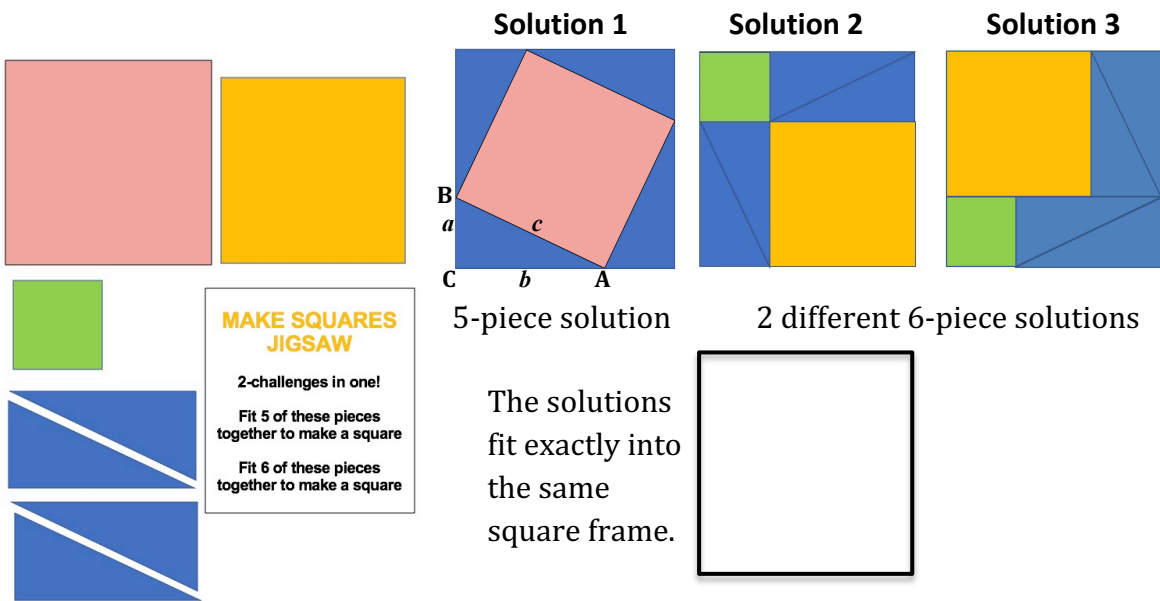 Solution 1
Solution 2
Solution 3
B
a
c
C
b
A
5-piece solution
2 different 6-piece solutions
MAKE SQUARES
JIGSAW
2-challenges in one!
Fit 5 of these pieces
together to make a square
Fit 6 of these pieces
together to make a square
The solutions
fit exactly into
the same
square frame.